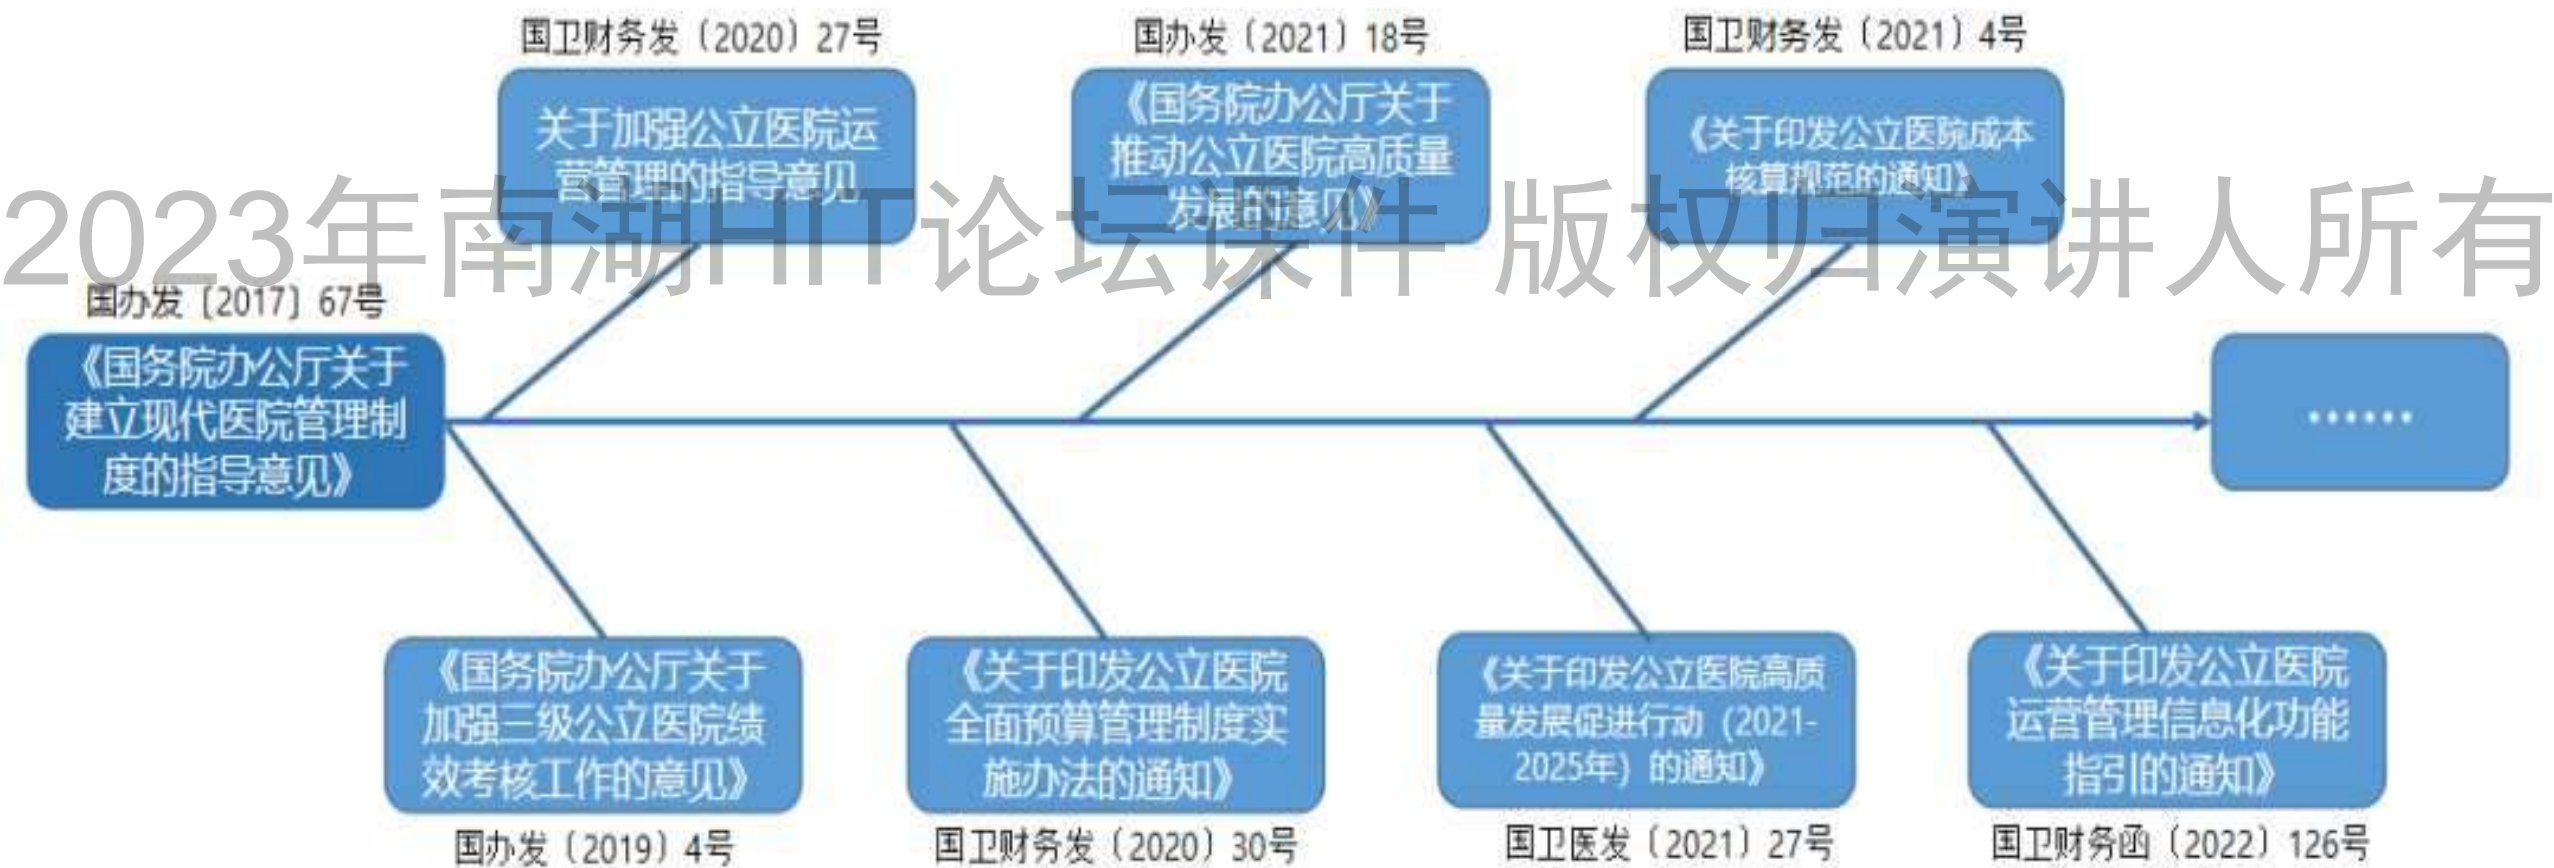 国卫财务发（2020）27号
关于加强公立医院运
营管理的指导意见
国办发（2021）18号
《国务院办公厅关于
推动公立医院高质量
发展的意见》
国卫财务发（2021）4号
《关于印发公立医院成本
核算规范的通知》
2023年南湖HIT论坛课件 版权归演讲人所有
国办发〔2017〕67号
《国务院办公厅关于
建立现代医院管理制
度的指导意见》
······
《国务院办公厅关于
加强三级公立医院绩
效考核工作的意见》
国办发（2019）4号
《关于印发公立医院
全面预算管理制度实
施办法的通知》
国卫财务发（2020）30号
《关于印发公立医院高质
量发展促进行动（2021-
2025年）的通知》
国卫医发（2021）27号
《关于印发公立医院
运营管理信息化功能
指引的通知》
国卫财务函（2022）126号